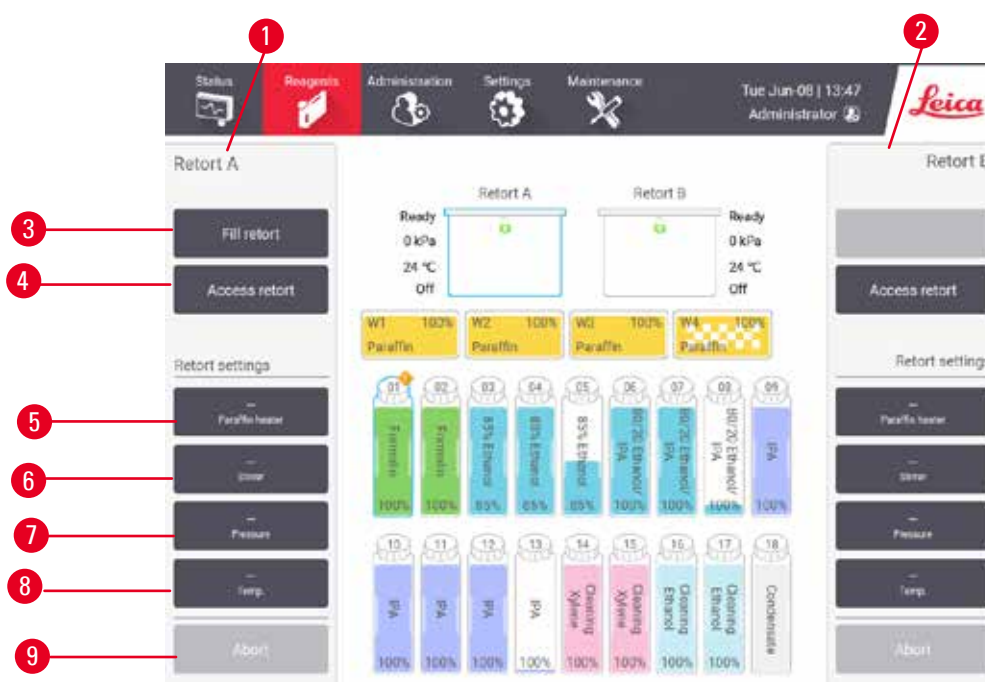 1
2
Status
Reagents
Administration
Settings
Maintenance
Tue Jun-08 | 13:47
Administrator
Leica
Retort A
Retort B
3
Fill retort
4
Access retort
Retort settings
5
--
Paraffin heater
6
--
Stirrer
7
--
Pressure
8
--
Temp.
9
Abort
Retort A
Retort B
Ready
0 kPa
24 °C
Off
Ready
0 kPa
24 °C
Off
W1 100%
Paraffin
W2 100%
Paraffin
W3 100%
Paraffin
W4 100%
Paraffin
01
Formalin
100%
02
Formalin
100%
03
85% Ethanol
85%
04
85% Ethanol
85%
05
85% Ethanol
85%
06
80/20 Ethanol/
IPA
100%
07
80/20 Ethanol/
IPA
100%
08
80/20 Ethanol/
IPA
100%
09
IPA
100%
10
IPA
100%
11
IPA
100%
12
IPA
100%
13
IPA
100%
14
Cleaning
Xylene
100%
15
Cleaning
Xylene
100%
16
Cleaning
Ethanol
100%
17
Cleaning
Ethanol
100%
18
Condensate
Access retort
Retort settings
--
Paraffin heater
--
Stirrer
--
Pressure
--
Temp.
Abort